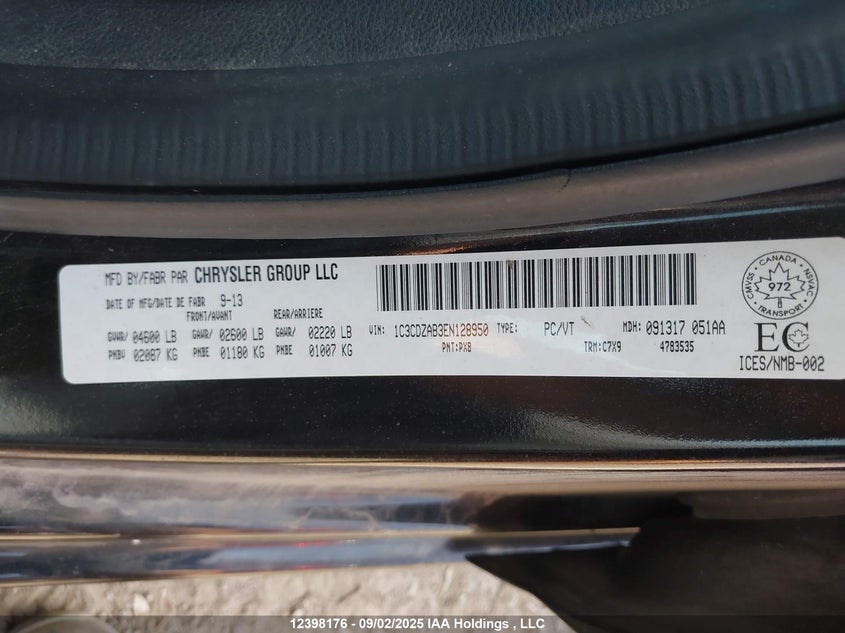 MFD BY/FABR PAR CHRYSLER GROUP LLC
DATE OF MFG/DATE DE FABR 9-13
FRONT/AVANT REAR/ARRIERE
GVWR/ 04600 LB GAWR/ 02600 LB GAWR/ 02220 LB
PNBV 02087 KG PNBE 01180 KG PNBE 01007 KG
VIN: 1C3CDZAB3EN128950 TYPE: PC/VT MDH: 091317 051AA
PNT:PX8 TRM:C7X9 4783535
CMVSS · CANADA · NSVAC
972
TRANSPORT
EC
ICES/NMB-002
12398176 - 09/02/2025 IAA Holdings , LLC